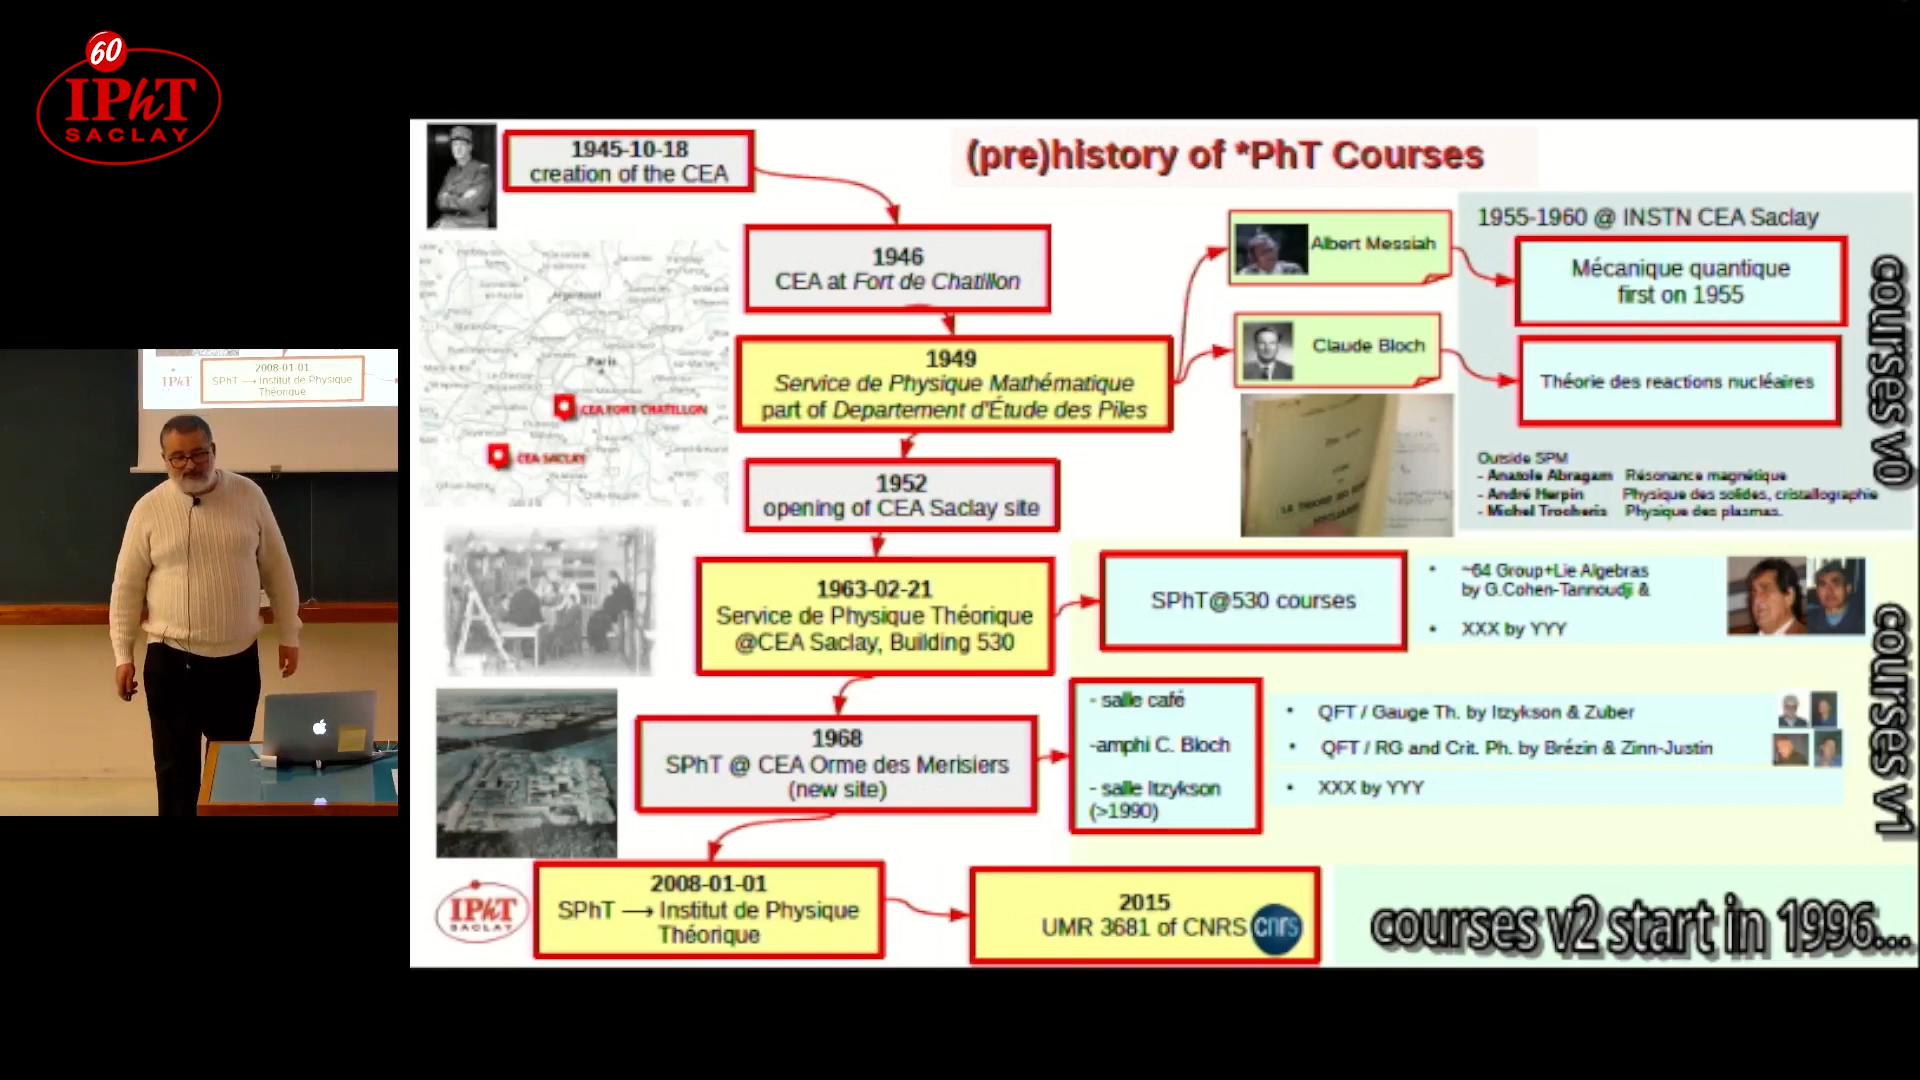 60
IPhT
SACLAY
2008-01-01
SPhT → Institut de Physique
Théorique
IPhT
(pre)history of *PhT Courses
1945-10-18
creation of the CEA
1946
CEA at Fort de Chatillon
1949
Service de Physique Mathématique
part of Departement d'Étude des Piles
1952
opening of CEA Saclay site
1963-02-21
Service de Physique Théorique
@CEA Saclay, Building 530
1968
SPhT @ CEA Orme des Merisiers
(new site)
2008-01-01
SPhT → Institut de Physique
Théorique
2015
UMR 3681 of CNRS
cnrs
IPhT
SACLAY
Paris
Argenteuil
CEA FORT CHATILLON
CEA SACLAY
Albert Messiah
Claude Bloch
1955-1960 @ INSTN CEA Saclay
Mécanique quantique
first on 1955
Théorie des reactions nucléaires
Outside SPM
- Anatole Abragam Résonance magnétique
- André Herpin Physique des solides, cristallographie
- Michel Trocheris Physique des plasmas.
courses v0
SPhT@530 courses
• ~64 Group+Lie Algebras
by G.Cohen-Tannoudji &
• XXX by YYY
- salle café
-amphi C. Bloch
- salle Itzykson
(>1990)
• QFT / Gauge Th. by Itzykson & Zuber
• QFT / RG and Crit. Ph. by Brézin & Zinn-Justin
• XXX by YYY
courses v1
courses v2 start in 1996...